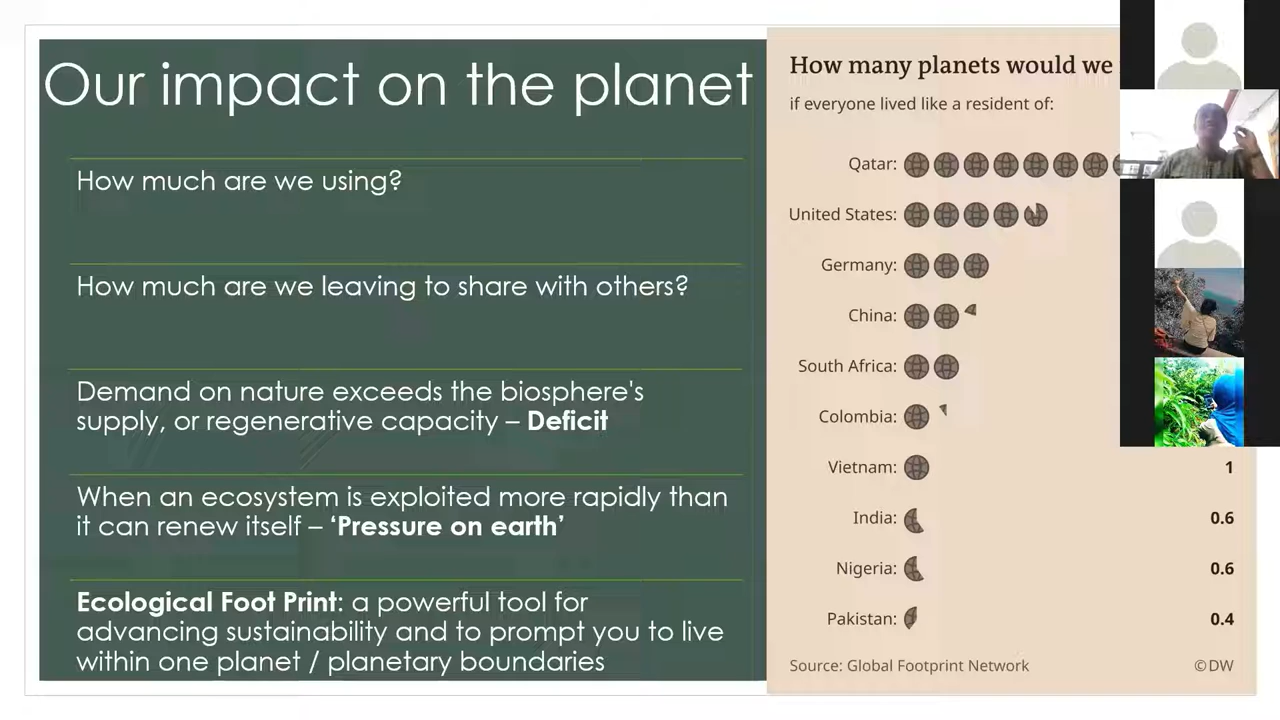 Our impact on the planet
How much are we using?
How much are we leaving to share with others?
Demand on nature exceeds the biosphere's
supply, or regenerative capacity – Deficit
When an ecosystem is exploited more rapidly than
it can renew itself – ‘Pressure on earth’
Ecological Foot Print: a powerful tool for
advancing sustainability and to prompt you to live
within one planet / planetary boundaries
How many planets would we
if everyone lived like a resident of:
Qatar:
United States:
Germany:
China:
South Africa:
Colombia:
Vietnam: 1
India: 0.6
Nigeria: 0.6
Pakistan: 0.4
Source: Global Footprint Network ©DW